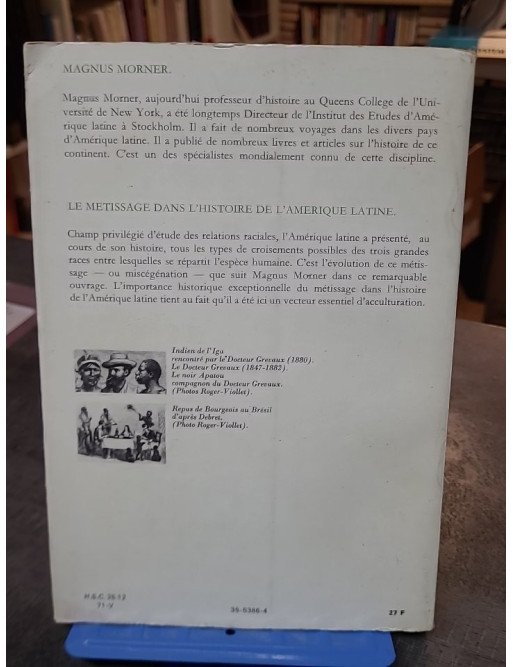 MAGNUS MORNER.
Magnus Morner, aujourd'hui professeur d'histoire au Queens College de l'Uni-
versité de New York, a été longtemps Directeur de l'Institut des Etudes d'Amé-
rique latine à Stockholm. Il a fait de nombreux voyages dans les divers pays
d'Amérique latine. Il a publié de nombreux livres et articles sur l'histoire de ce
continent. C'est un des spécialistes mondialement connu de cette discipline.
LE METISSAGE DANS L'HISTOIRE DE L'AMERIQUE LATINE.
Champ privilégié d'étude des relations raciales, l'Amérique latine a présenté, au
cours de son histoire, tous les types de croisements possibles des trois grandes
races entre lesquelles se répartit l'espèce humaine. C'est l'évolution de ce métis-
sage — ou miscégénation — que suit Magnus Morner dans ce remarquable
ouvrage. L'importance historique exceptionnelle du métissage dans l'histoire
de l'Amérique latine tient au fait qu'il a été ici un vecteur essentiel d'acculturation.
Indien de l'Iga
rencontré par le Docteur Grevaux (1880).
Le Docteur Grevaux (1847-1882).
Le noir Apatou
compagnon du Docteur Grevaux.
(Photos Roger-Viollet).
Repas de Bourgeois au Brésil
d'après Debret.
(Photo Roger-Viollet).
H.S.C. 35-12
71-V
39-5386-4
27 F